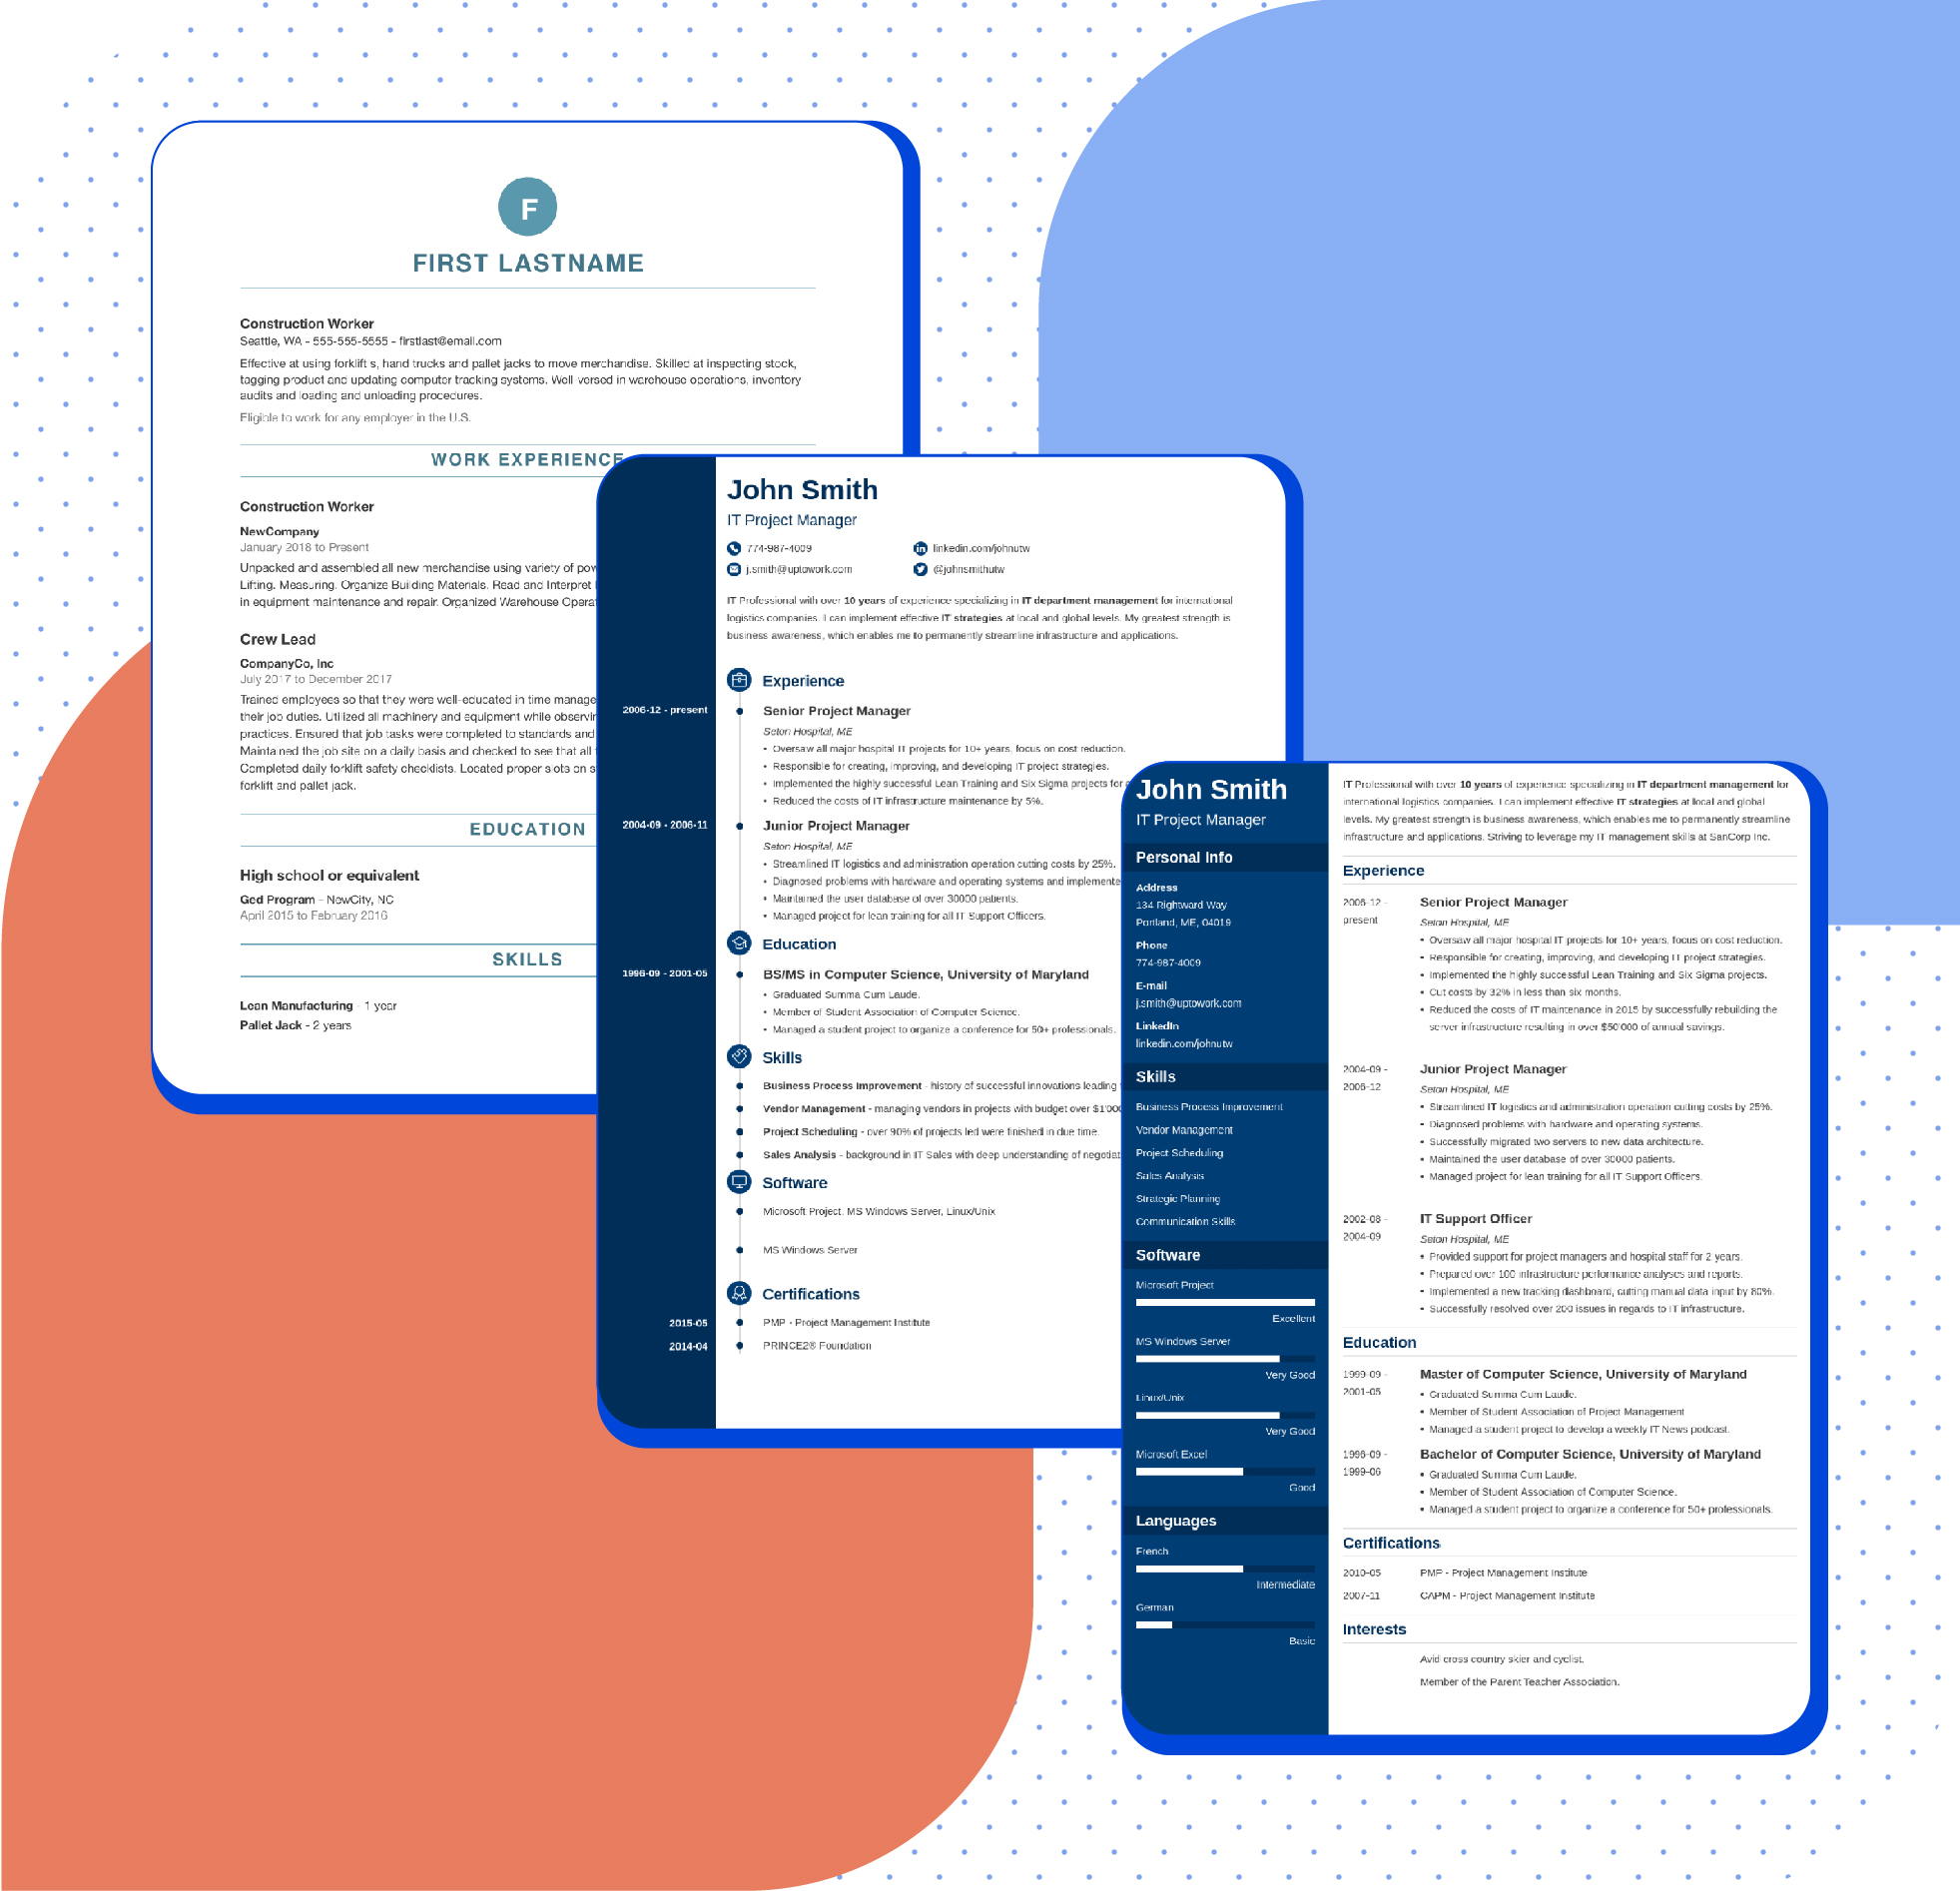 F
FIRST LASTNAME
Construction Worker
Seattle, WA - 555-555-5555 - firstlast@email.com
Effective at using forklift s, hand trucks and pallet jacks to move merchandise. Skilled at inspecting stock,
tagging product and updating computer tracking systems. Well versed in warehouse operations, inventory
audits and loading and unloading procedures.
Eligible to work for any employer in the U.S.
WORK EXPERIENCE
Construction Worker
NewCompany
January 2018 to Present
Unpacked and assembled all new merchandise using variety of
Lifting. Measuring. Organize Building Materials. Read and Interpret
in equipment maintenance and repair. Organized Warehouse
Crew Lead
CompanyCo, Inc
July 2017 to December 2017
Trained employees so that they were well-educated in time
their job duties. Utilized all machinery and equipment while
practices. Ensured that job tasks were completed to standards and
Maintained the job site on a daily basis and checked to see that all
Completed daily forklift safety checklists. Located proper slots on
forklift and pallet jack.
EDUCATION
High school or equivalent
Ged Program - NewCity, NC
April 2015 to February 2016
SKILLS
Lean Manufacturing - 1 year
Pallet Jack - 2 years
John Smith
IT Project Manager
774-987-4009 linkedin.com/johnutw
j.smith@uptowork.com @johnsmithutw
IT Professional with over 10 years of experience specializing in IT department management for international
logistics companies. I can implement effective IT strategies at local and global levels. My greatest strength is
business awareness, which enables me to permanently streamline infrastructure and applications.
Experience
2006-12 - present Senior Project Manager
Seton Hospital, ME
• Oversaw all major hospital IT projects for 10+ years, focus on cost reduction.
• Responsible for creating, improving, and developing IT project strategies.
• Implemented the highly successful Lean Training and Six Sigma projects for
• Reduced the costs of IT infrastructure maintenance by 5%.
2004-09 - 2006-11 Junior Project Manager
Seton Hospital, ME
• Streamlined IT logistics and administration operation cutting costs by 25%.
• Diagnosed problems with hardware and operating systems and
• Maintained the user database of over 30000 patients.
• Managed project for lean training for all IT Support Officers.
Education
1996-09 - 2001-05 BS/MS in Computer Science, University of Maryland
• Graduated Summa Cum Laude.
• Member of Student Association of Computer Science.
• Managed a student project to organize a conference for 50+ professionals.
Skills
Business Process Improvement - history of successful innovations leading
Vendor Management - managing vendors in projects with budget over
Project Scheduling - over 90% of projects led were finished in due time.
Sales Analysis - background in IT Sales with deep understanding of
Software
Microsoft Project, MS Windows Server, Linux/Unix
MS Windows Server
Certifications
2015-05 PMP - Project Management Institute
2014-04 PRINCE2® Foundation
John Smith
IT Project Manager
Personal Info
Address
134 Rightward Way
Portland, ME, 04019
Phone
774-987-4009
E-mail
j.smith@uptowork.com
LinkedIn
linkedin.com/johnutw
Skills
Business Process Improvement
Vendor Management
Project Scheduling
Sales Analysis
Strategic Planning
Communication Skills
Software
Microsoft Project
Excellent
MS Windows Server
Very Good
Linux/Unix
Very Good
Microsoft Excel
Good
Languages
French
Intermediate
German
Basic
IT Professional with over 10 years of experience specializing in IT department management for
international logistics companies. I can implement effective IT strategies at local and global
levels. My greatest strength is business awareness, which enables me to permanently streamline
infrastructure and applications. Striving to leverage my IT management skills at SanCorp Inc.
Experience
2006-12 - Senior Project Manager
present Seton Hospital, ME
• Oversaw all major hospital IT projects for 10+ years, focus on cost reduction.
• Responsible for creating, improving, and developing IT project strategies.
• Implemented the highly successful Lean Training and Six Sigma projects.
• Cut costs by 32% in less than six months.
• Reduced the costs of IT maintenance in 2015 by successfully rebuilding the
server infrastructure resulting in over $50'000 of annual savings.
2004-09 - Junior Project Manager
2006-12 Seton Hospital, ME
• Streamlined IT logistics and administration operation cutting costs by 25%.
• Diagnosed problems with hardware and operating systems.
• Successfully migrated two servers to new data architecture.
• Maintained the user database of over 30000 patients.
• Managed project for lean training for all IT Support Officers.
2002-08 - IT Support Officer
2004-09 Seton Hospital, ME
• Provided support for project managers and hospital staff for 2 years.
• Prepared over 100 infrastructure performance analyses and reports.
• Implemented a new tracking dashboard, cutting manual data input by 80%.
• Successfully resolved over 200 issues in regards to IT infrastructure.
Education
1999-09 - Master of Computer Science, University of Maryland
2001-05 • Graduated Summa Cum Laude.
• Member of Student Association of Project Management
• Managed a student project to develop a weekly IT News podcast.
1996-09 - Bachelor of Computer Science, University of Maryland
1999-06 • Graduated Summa Cum Laude.
• Member of Student Association of Computer Science.
• Managed a student project to organize a conference for 50+ professionals.
Certifications
2010-05 PMP - Project Management Institute
2007-11 CAPM - Project Management Institute
Interests
Avid cross country skier and cyclist.
Member of the Parent Teacher Association.